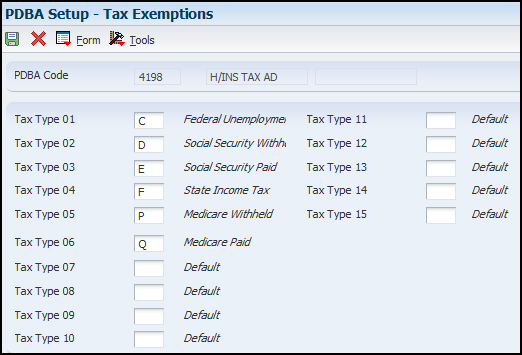 PDBA Setup - Tax Exemptions
Form Tools
PDBA Code 4198 H/INS TAX AD
Tax Type 01 C Federal Unemployme Tax Type 11 Default
Tax Type 02 D Social Security Withh Tax Type 12 Default
Tax Type 03 E Social Security Paid Tax Type 13 Default
Tax Type 04 F State Income Tax Tax Type 14 Default
Tax Type 05 P Medicare Withheld Tax Type 15 Default
Tax Type 06 Q Medicare Paid
Tax Type 07 Default
Tax Type 08 Default
Tax Type 09 Default
Tax Type 10 Default